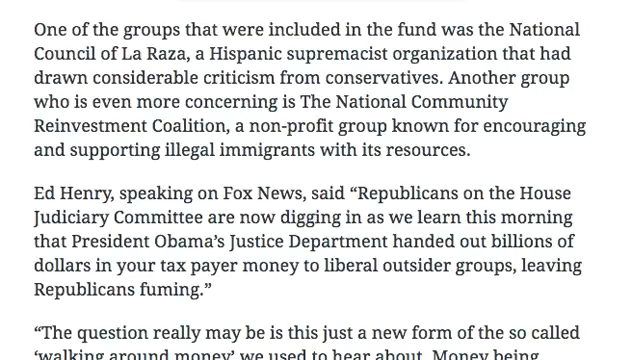 One of the groups that were included in the fund was the National
Council of La Raza, a Hispanic supremacist organization that had
drawn considerable criticism from conservatives. Another group
who is even more concerning is The National Community
Reinvestment Coalition, a non-profit group known for encouraging
and supporting illegal immigrants with its resources.
Ed Henry, speaking on Fox News, said “Republicans on the House
Judiciary Committee are now digging in as we learn this morning
that President Obama’s Justice Department handed out billions of
dollars in your tax payer money to liberal outsider groups, leaving
Republicans fuming.”
“The question really may be is this just a new form of the so called
‘walking around money’ we used to hear about. Money being